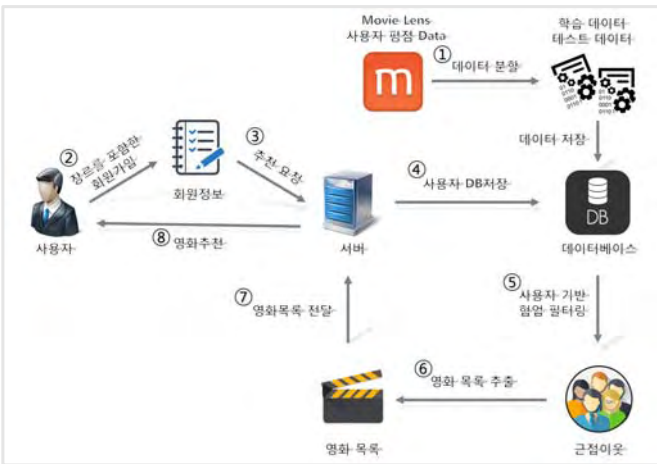 Movie Lens
사용자 평점 Data
학습 데이터
테스트 데이터
① 데이터 분할
m
데이터 저장
② 장르를 포함한
회원가입
회원정보
③ 추천 요청
④ 사용자 DB저장
DB
사용자
⑧ 영화추천
서버
데이터베이스
⑤ 사용자 기반
협업 필터링
⑦ 영화목록 전달
⑥ 영화 목록 추출
영화 목록
근접이웃